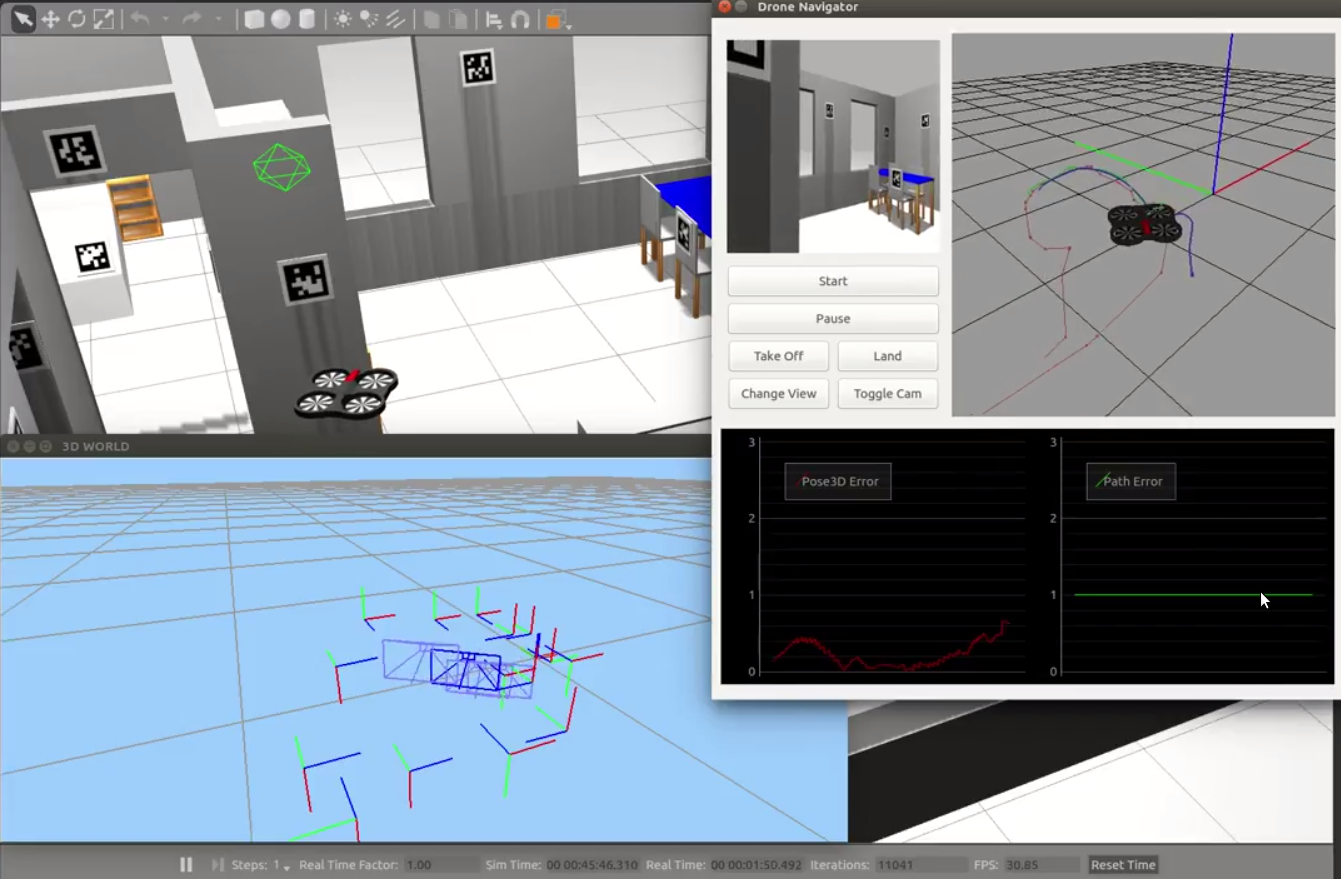 Drone Navigator
Start
Pause
Take Off
Land
Change View
Toggle Cam
3D WORLD
3
2
1
0
Pose3D Error
3
2
1
0
Path Error
Steps: 1 Real Time Factor: 1.00 Sim Time: 00 00:45:46.310 Real Time: 00 00:01:50.492 Iterations: 11041 FPS: 30.85 Reset Time